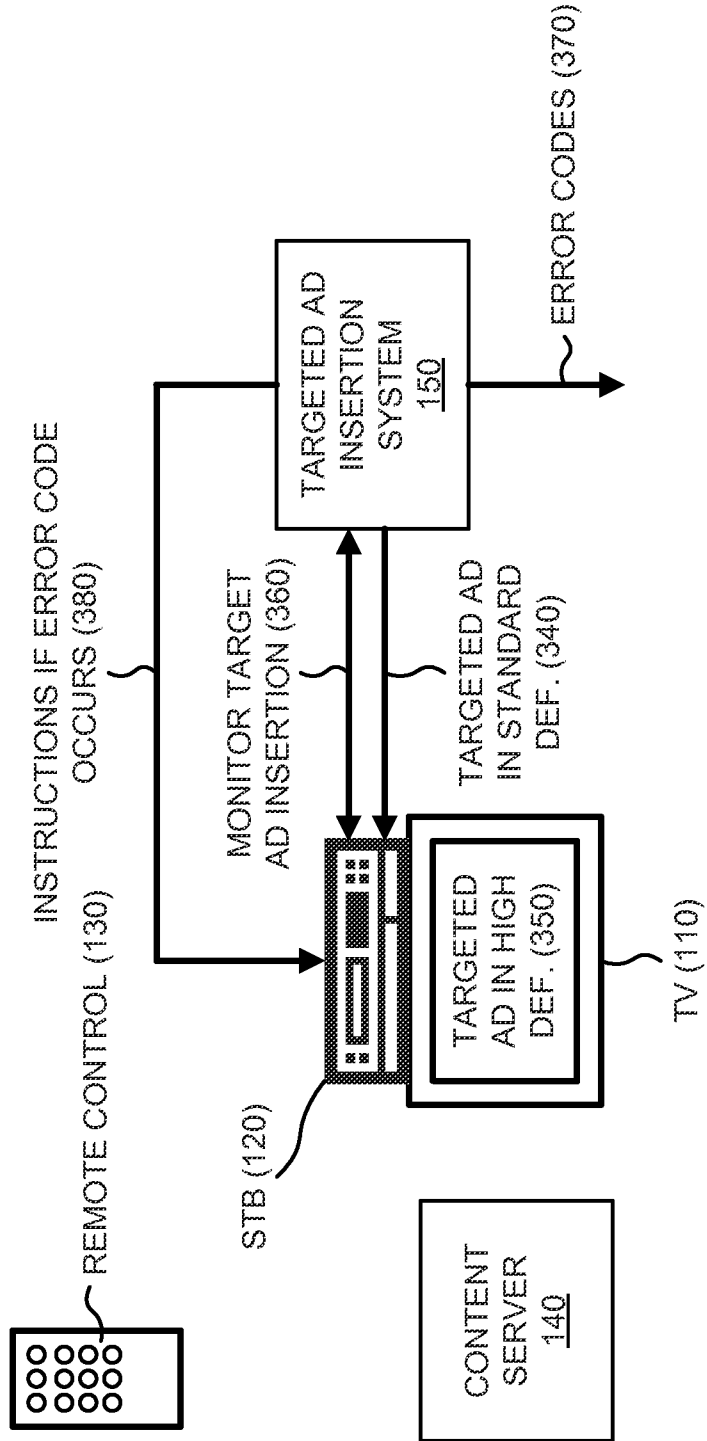 REMOTE CONTROL (130)
INSTRUCTIONS IF ERROR CODE
OCCURS (380)
STB (120)
MONITOR TARGET
AD INSERTION (360)
TARGETED AD
INSERTION
SYSTEM
150
CONTENT
SERVER
140
TARGETED
AD IN HIGH
DEF. (350)
TV (110)
TARGETED AD
IN STANDARD
DEF. (340)
ERROR CODES (370)